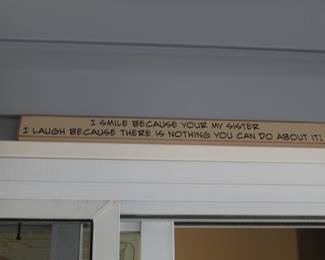 I SMILE BECAUSE YOUR MY SISTER
I LAUGH BECAUSE THERE IS NOTHING YOU CAN DO ABOUT IT!